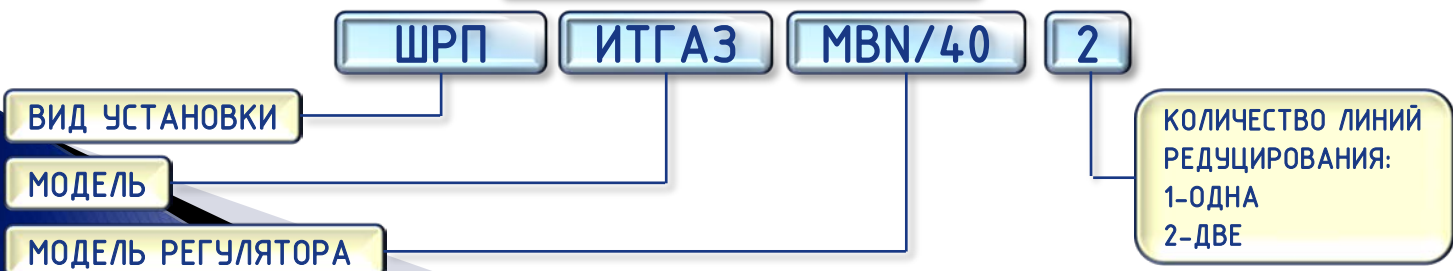 ШРП ИТГАЗ MBN/40 2
ВИД УСТАНОВКИ
МОДЕЛЬ
МОДЕЛЬ РЕГУЛЯТОРА
КОЛИЧЕСТВО ЛИНИЙ
РЕДУЦИРОВАНИЯ:
1-ОДНА
2-ДВЕ